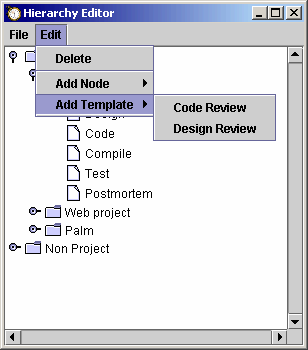 Hierarchy Editor
File Edit
Delete
Add Node
Add Template
Code Review
Design Review
Design
Code
Compile
Test
Postmortem
Web project
Palm
Non Project